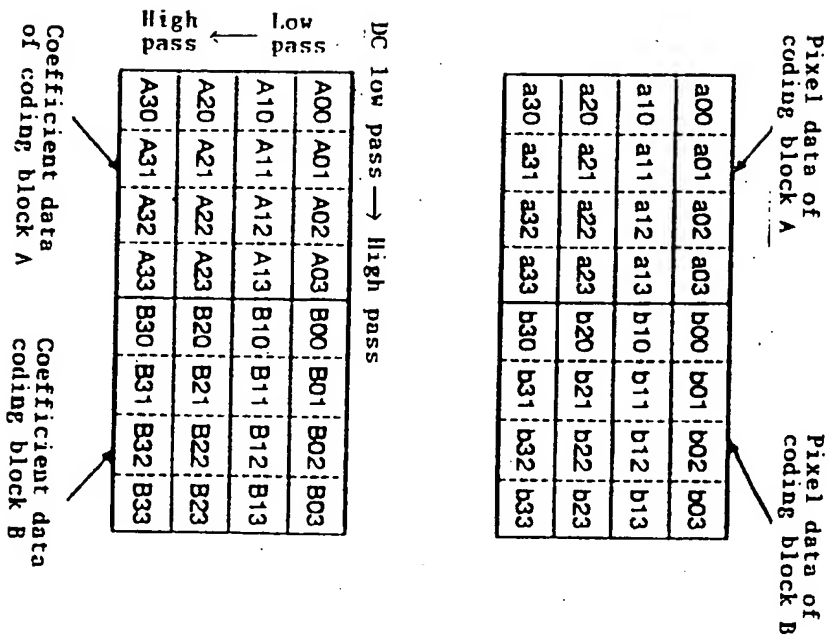 Pixel data of
coding block A
Pixel data of
coding block B
a00 a01 a02 a03 b00 b01 b02 b03
a10 a11 a12 a13 b10 b11 b12 b13
a20 a21 a22 a23 b20 b21 b22 b23
a30 a31 a32 a33 b30 b31 b32 b33
DC low pass → High pass
Low
pass
High
pass
A00 A01 A02 A03 B00 B01 B02 B03
A10 A11 A12 A13 B10 B11 B12 B13
A20 A21 A22 A23 B20 B21 B22 B23
A30 A31 A32 A33 B30 B31 B32 B33
Coefficient data
of coding block A
Coefficient data
coding block B